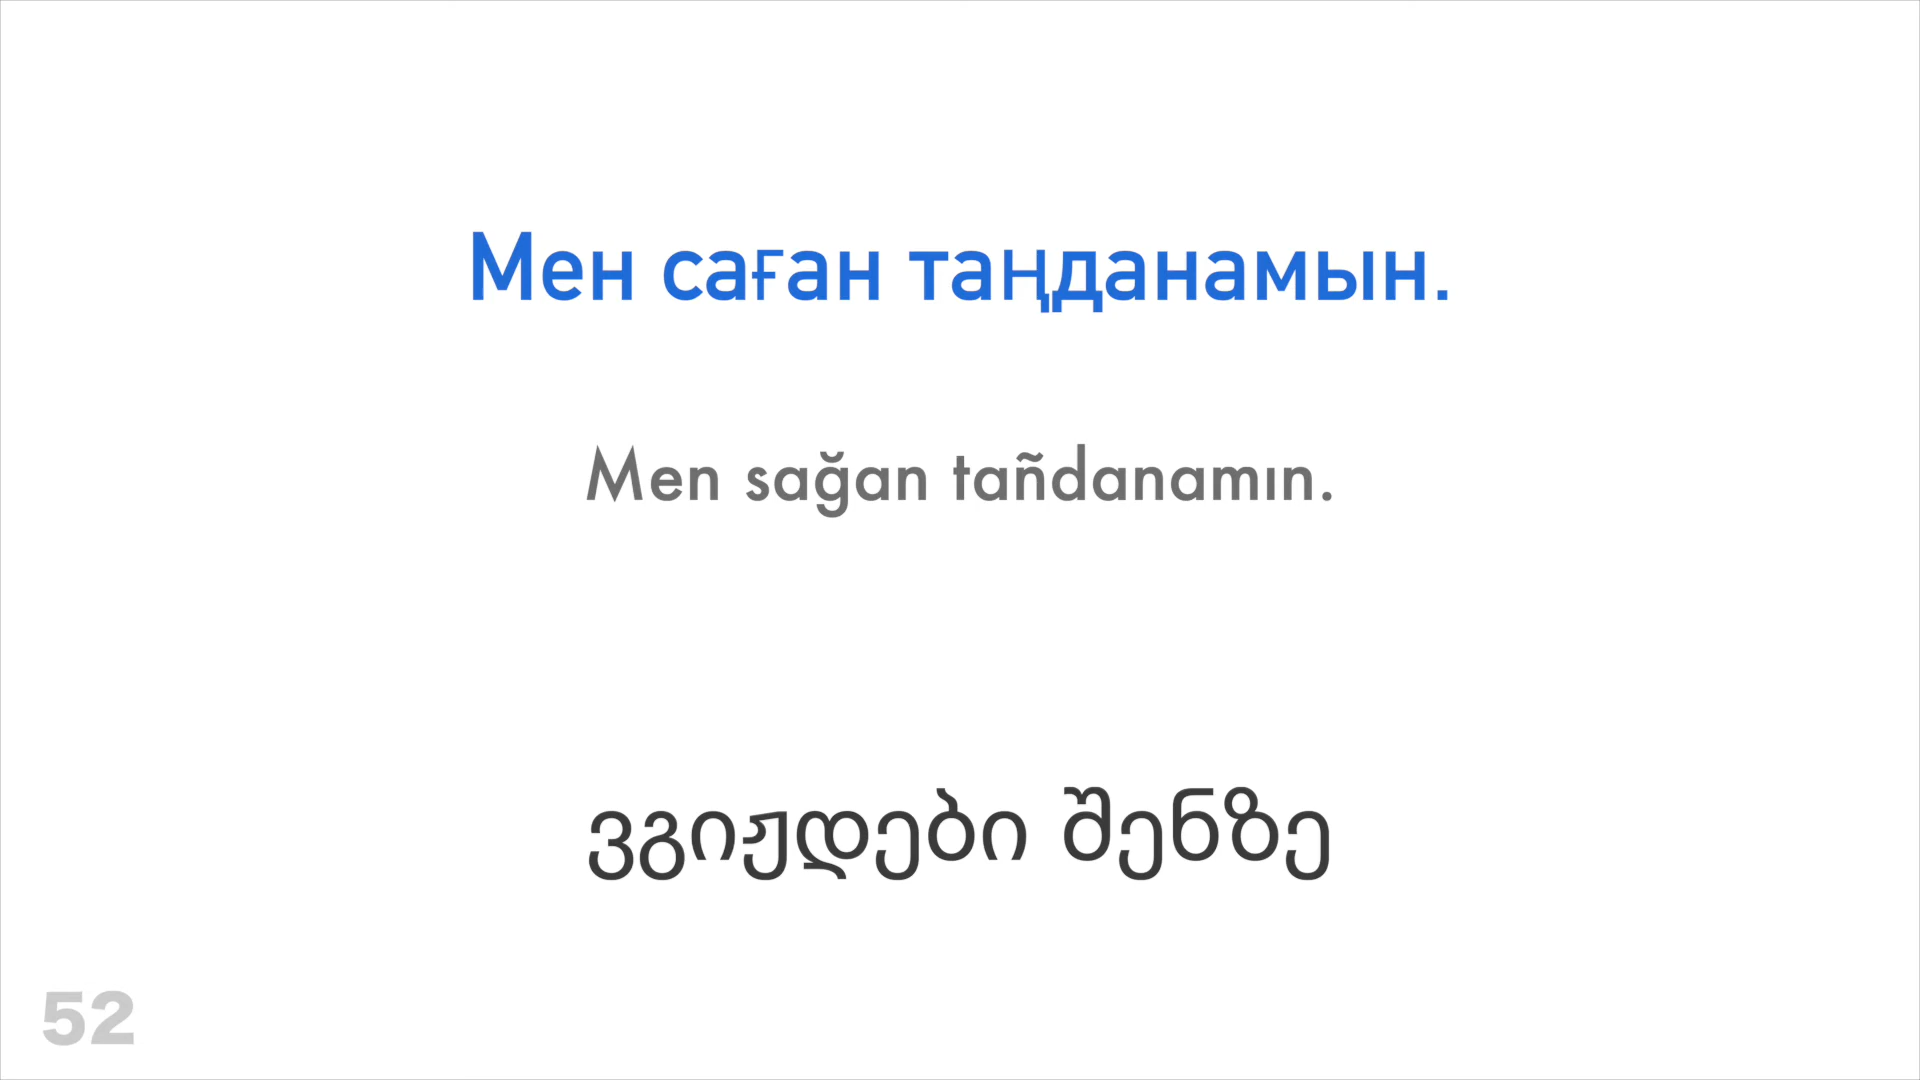 Мен саған таңданамын.
Men sağan tañdanamın.
ვგიჟდები შენზე
52